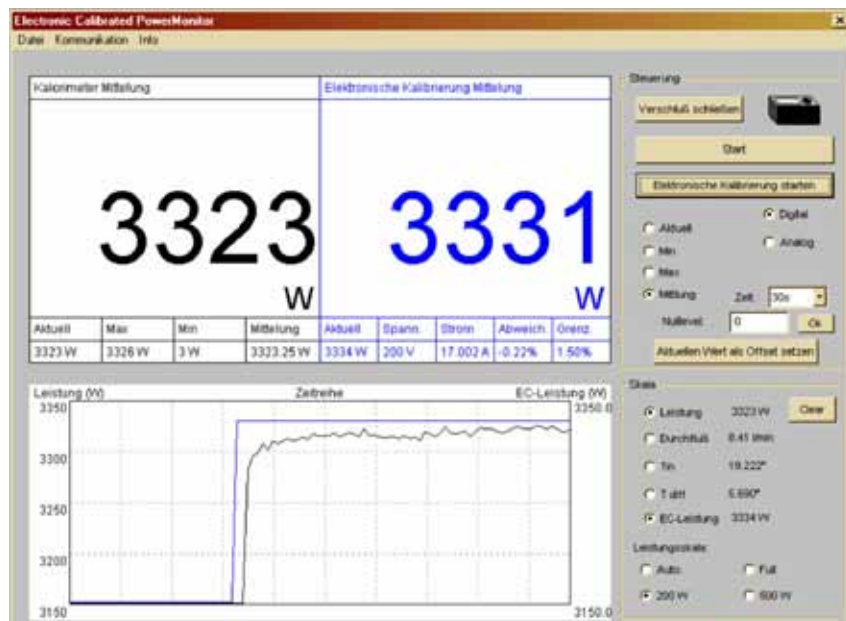 Electronic Calibrated PowerMonitor
Datei Kommunikation Info
Kalorimeter Mittelung
Elektronische Kalibrierung Mittelung
3323
W
3331
W
Aktuell Max Min Mittelung Aktuell Spann. Strom Abweich. Grenz.
3323 W 3326 W 3 W 3323.25 W 3334 W 200 V 17.002 A -0.22% 1.50%
Leistung (W) Zeitreihe EC-Leistung (W)
3350 3350.0
3300
3250
3200
3150 3150.0
Steuerung
Verschluß schließen
Start
Elektronische Kalibrierung starten
Digital
Aktuell
Analog
Min
Max
Mittlung Zeit 30s
Nulllevel: 0 Ok
Aktuellen Wert als Offset setzen
Skala
Leistung 3323 W Clear
Durchfluß 8.41 l/min
Tin 19.222°
T diff 5.690°
EC-Leistung 3334 W
Leistungsskala:
Auto Full
200 W 600 W